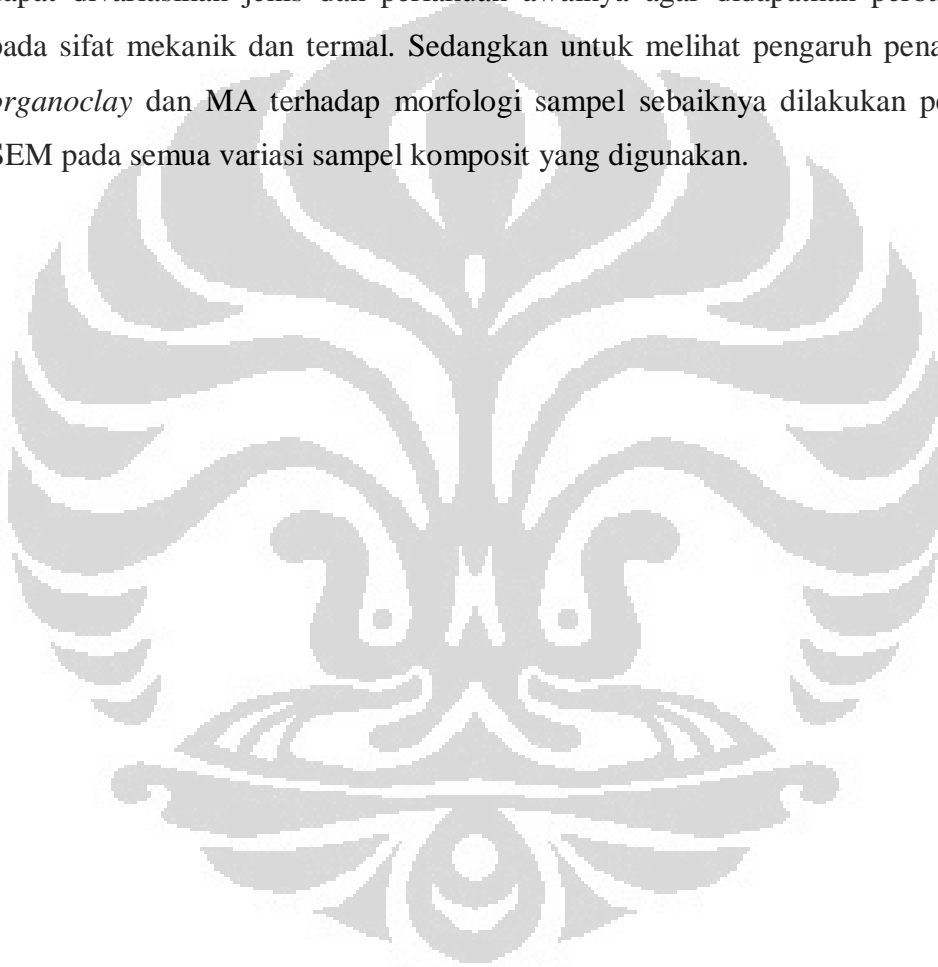 dapat divariasikan jenis dan perlakuan awalnya agar didapatkan
pada sifat mekanik dan termal. Sedangkan untuk melihat pengaruh pena
organoclay dan MA terhadap morfologi sampel sebaiknya dilakukan pe
SEM pada semua variasi sampel komposit yang digunakan.